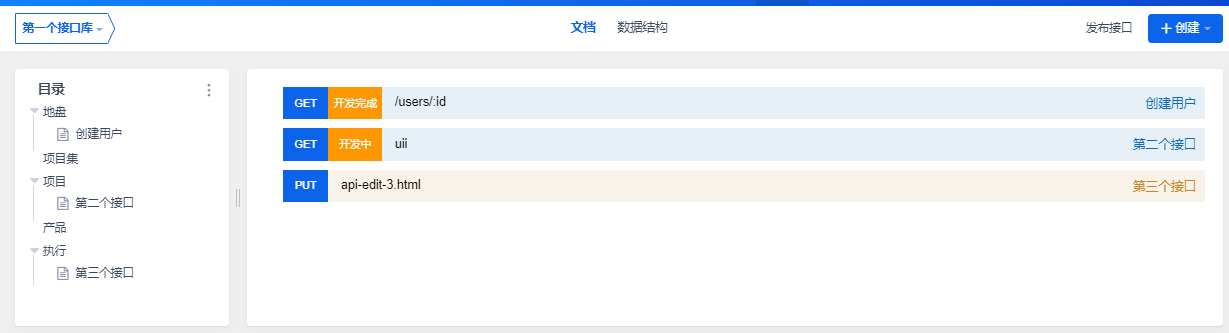 第一个接口库
文档 数据结构
发布接口
创建
目录
地盘
创建用户
项目集
项目
第二个接口
产品
执行
第三个接口
GET 开发完成 /users/:id 创建用户
GET 开发中 uii 第二个接口
PUT api-edit-3.html 第三个接口